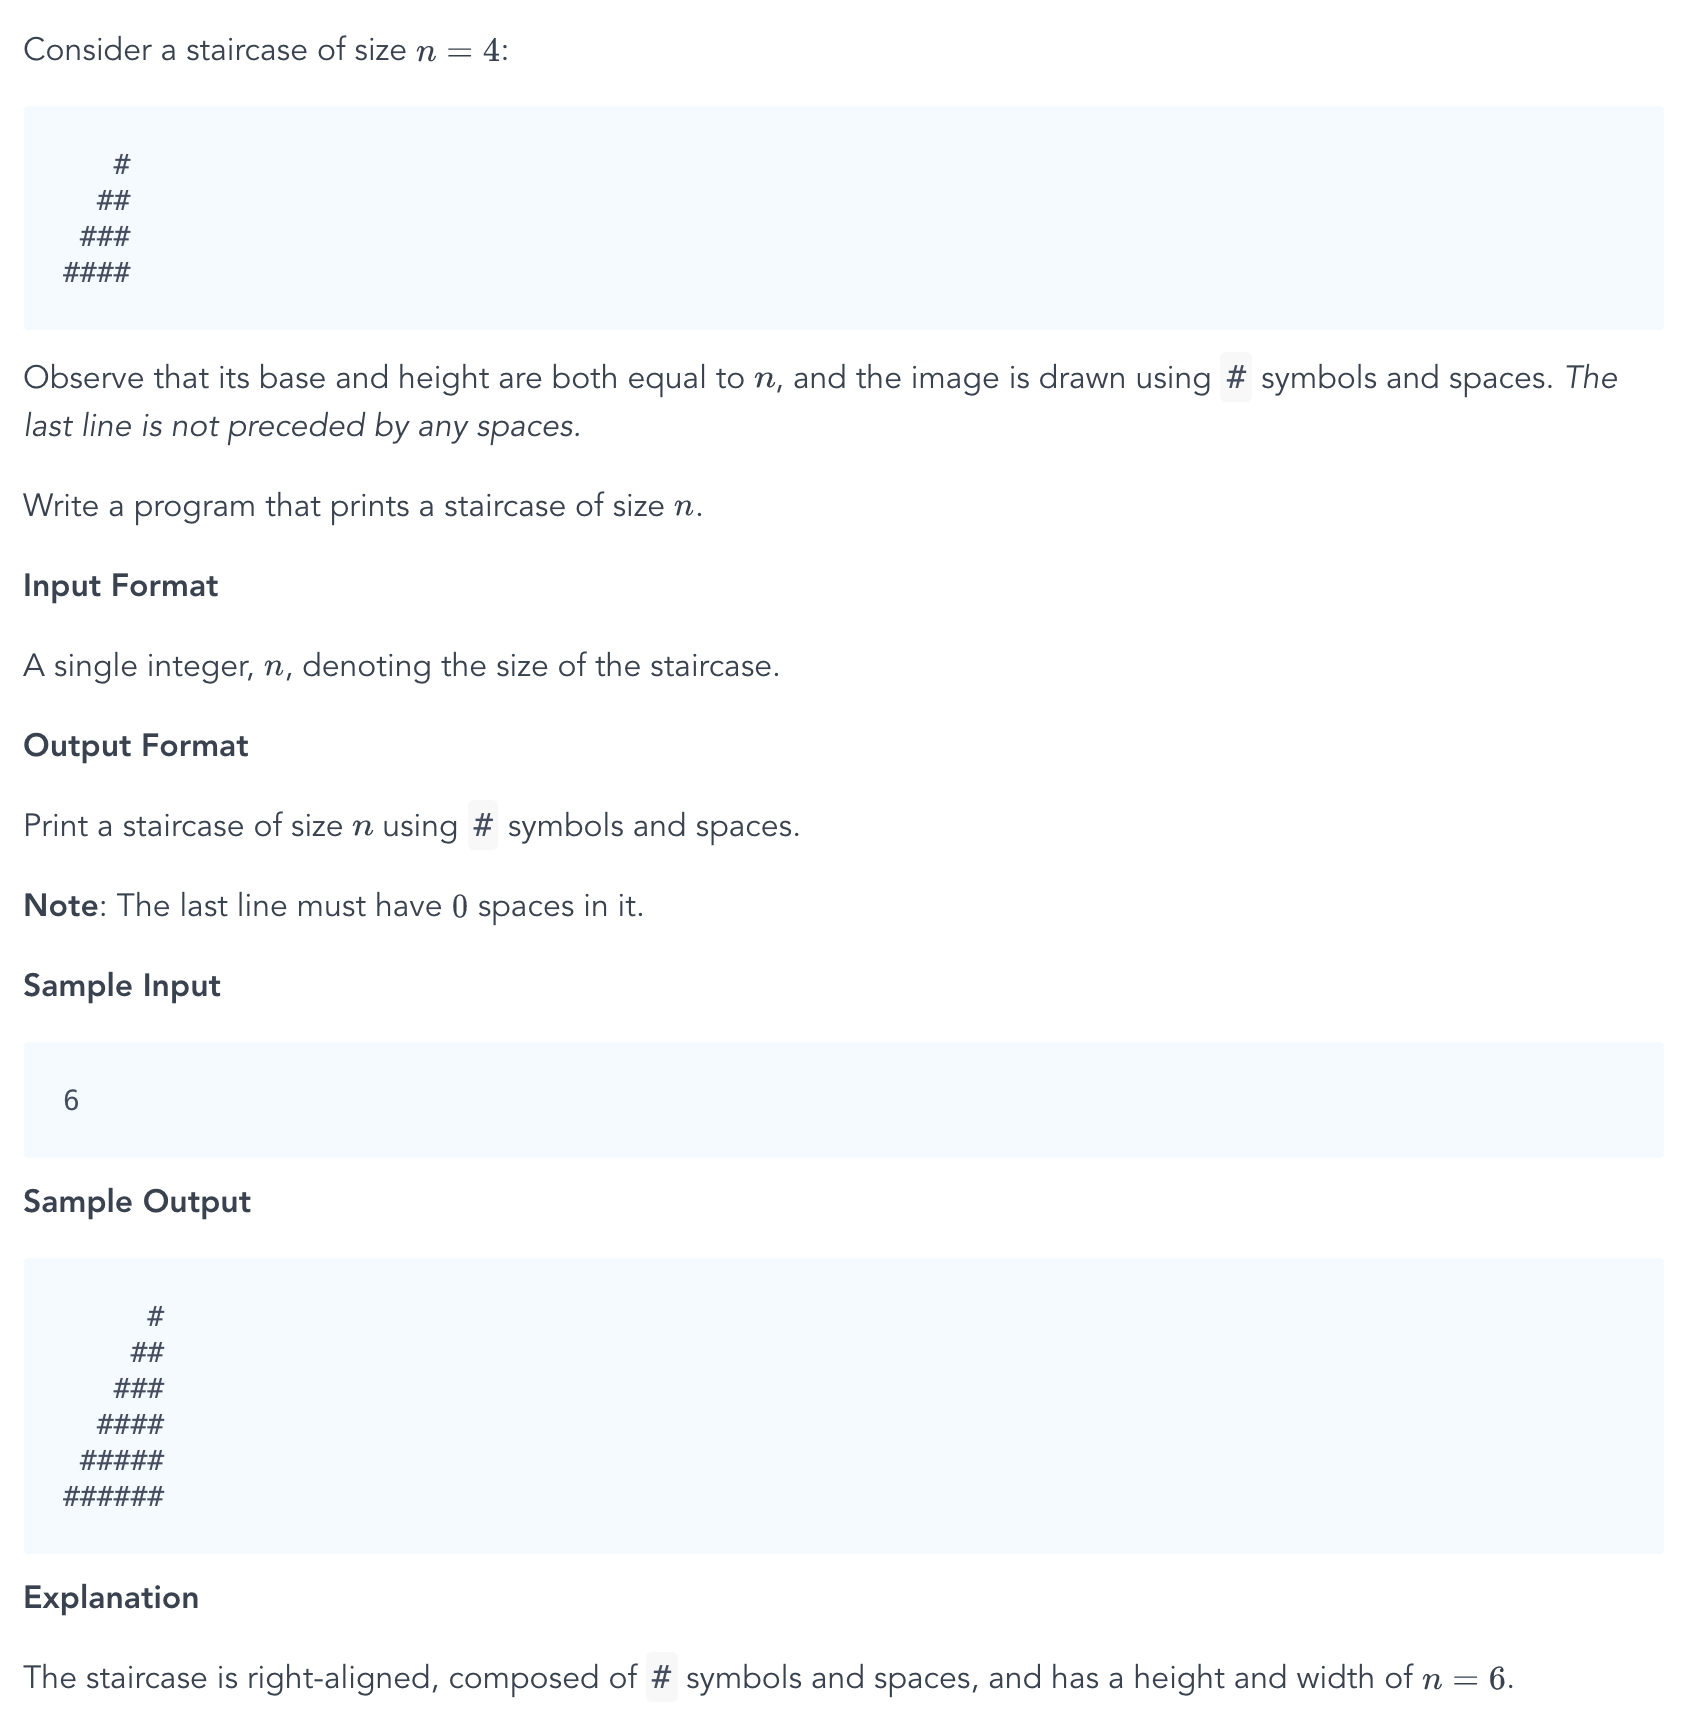 Consider a staircase of size n = 4:
   #
  ##
 ###
####
Observe that its base and height are both equal to n, and the image is drawn using # symbols and spaces. The
last line is not preceded by any spaces.
Write a program that prints a staircase of size n.
Input Format
A single integer, n, denoting the size of the staircase.
Output Format
Print a staircase of size n using # symbols and spaces.
Note: The last line must have 0 spaces in it.
Sample Input
6
Sample Output
     #
    ##
   ###
  ####
 #####
######
Explanation
The staircase is right-aligned, composed of # symbols and spaces, and has a height and width of n = 6.